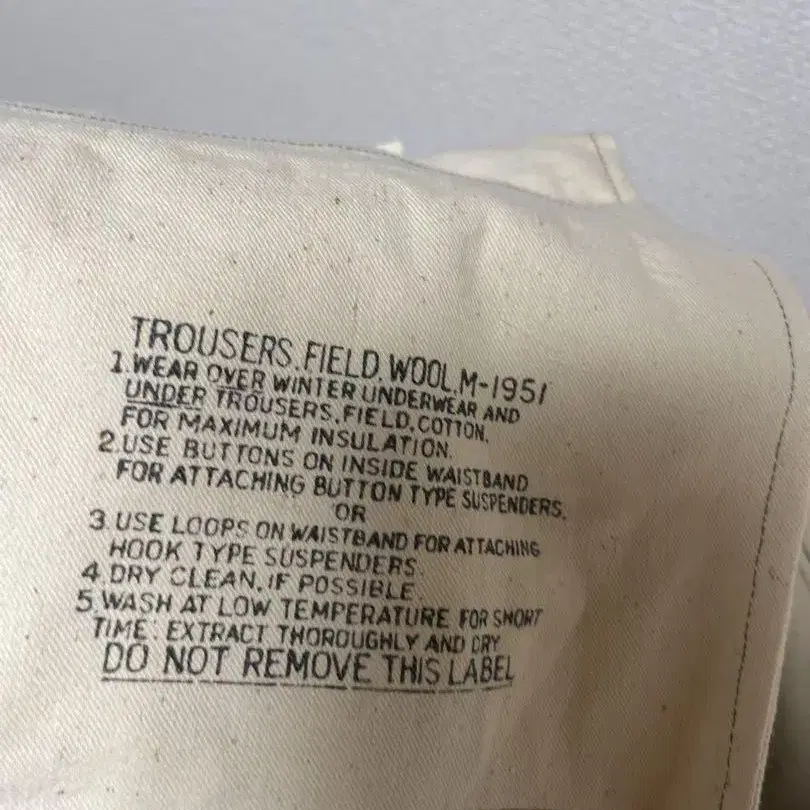 TROUSERS, FIELD, WOOL, M-1951
1. WEAR OVER WINTER UNDERWEAR AND
UNDER TROUSERS, FIELD, COTTON,
FOR MAXIMUM INSULATION.
2. USE BUTTONS ON INSIDE WAISTBAND
FOR ATTACHING BUTTON TYPE SUSPENDERS.
OR
3. USE LOOPS ON WAISTBAND FOR ATTACHING
HOOK TYPE SUSPENDERS.
4. DRY CLEAN, IF POSSIBLE.
5. WASH AT LOW TEMPERATURE FOR SHORT
TIME: EXTRACT THOROUGHLY AND DRY
DO NOT REMOVE THIS LABEL